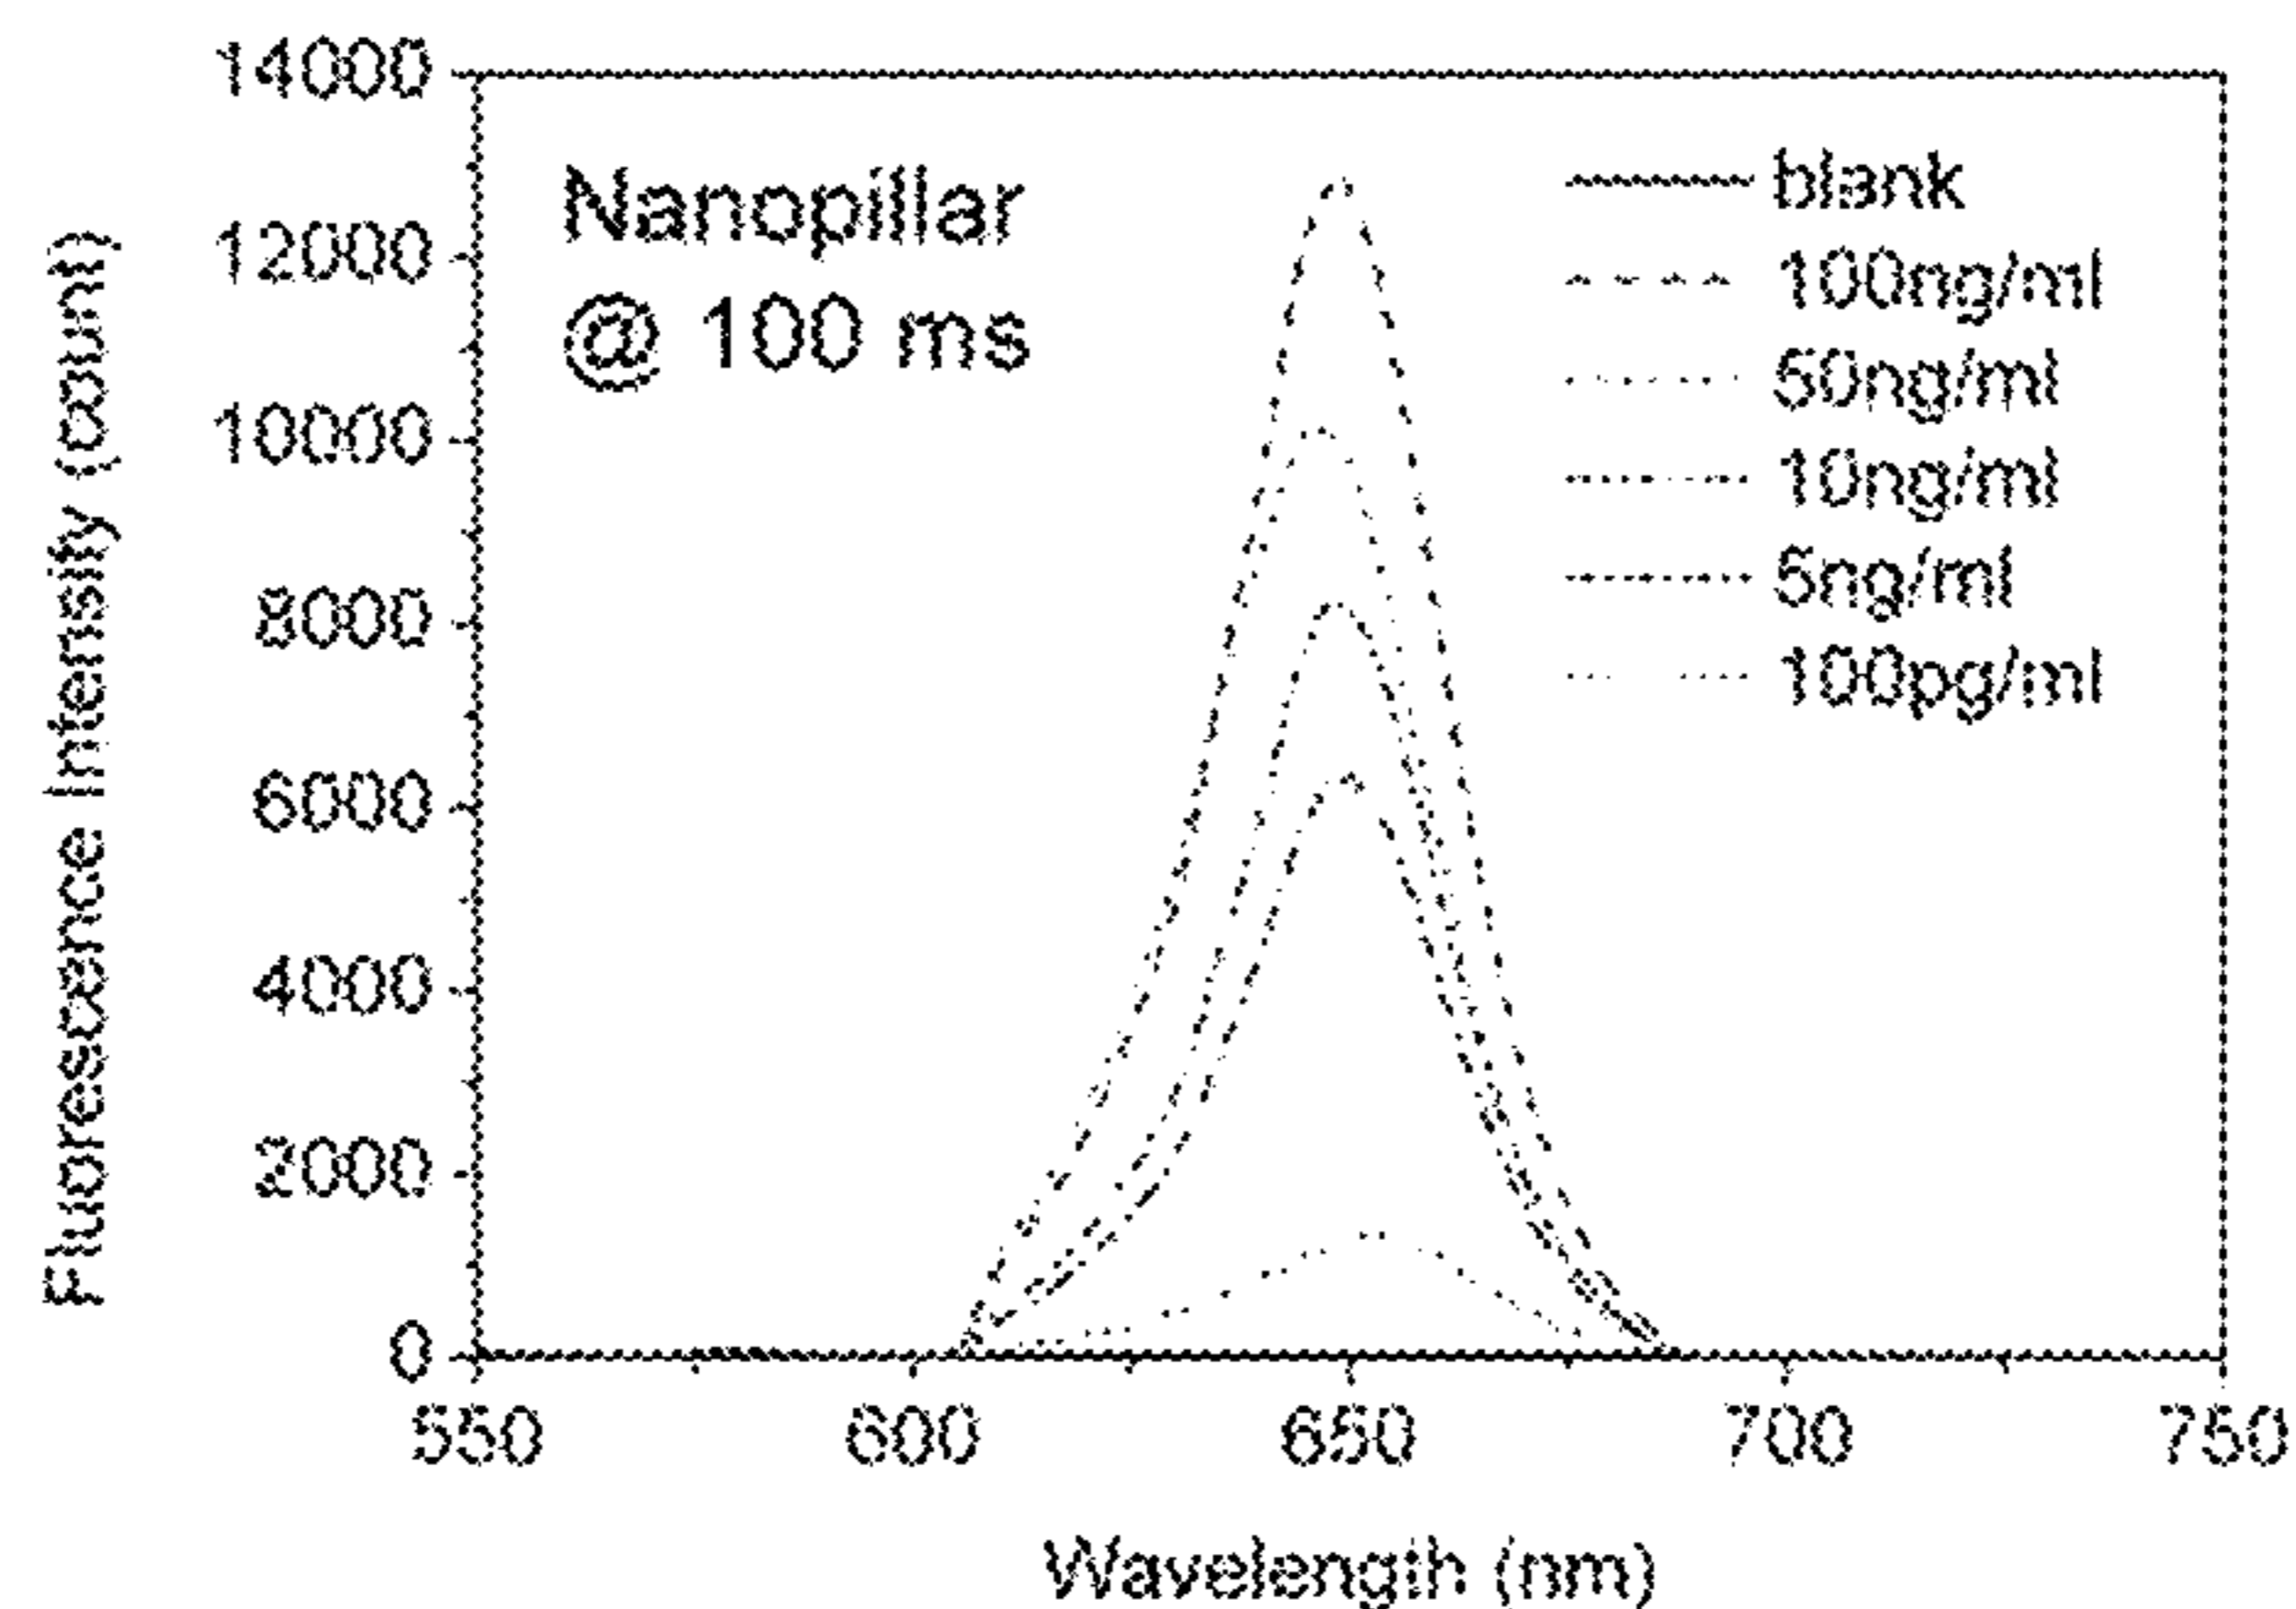 14000
12000
10000
8000
6000
4000
2000
0
Fluorescence Intensity (count)
Nanopillar
@ 100 ms
blank
100ng/ml
50ng/ml
10ng/ml
5ng/ml
100pg/ml
550 600 650 700 750
Wavelength (nm)